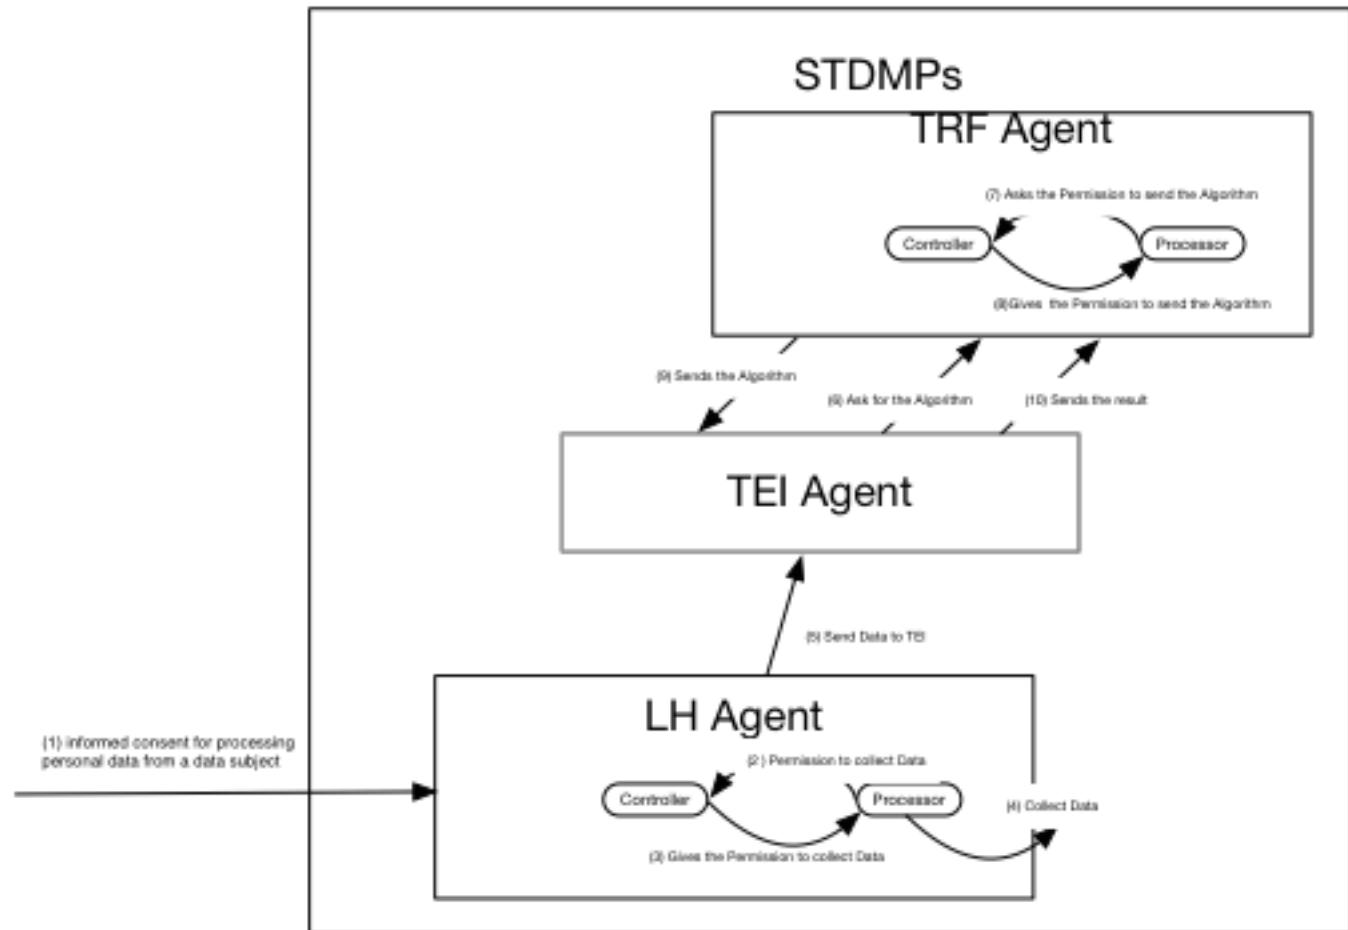 STDMPs
TRF Agent
(7) Asks the Permission to send the Algorithm
Controller
Processor
(8)Gives the Permission to send the Algorithm
(9) Sends the Algorithm
(6) Ask for the Algorithm
(10) Sends the result
TEI Agent
(5) Send Data to TEI
LH Agent
(1) informed consent for processing
personal data from a data subject
(2 ) Permission to collect Data
Controller
Processor
(4) Collect Data
(3) Gives the Permission to collect Data